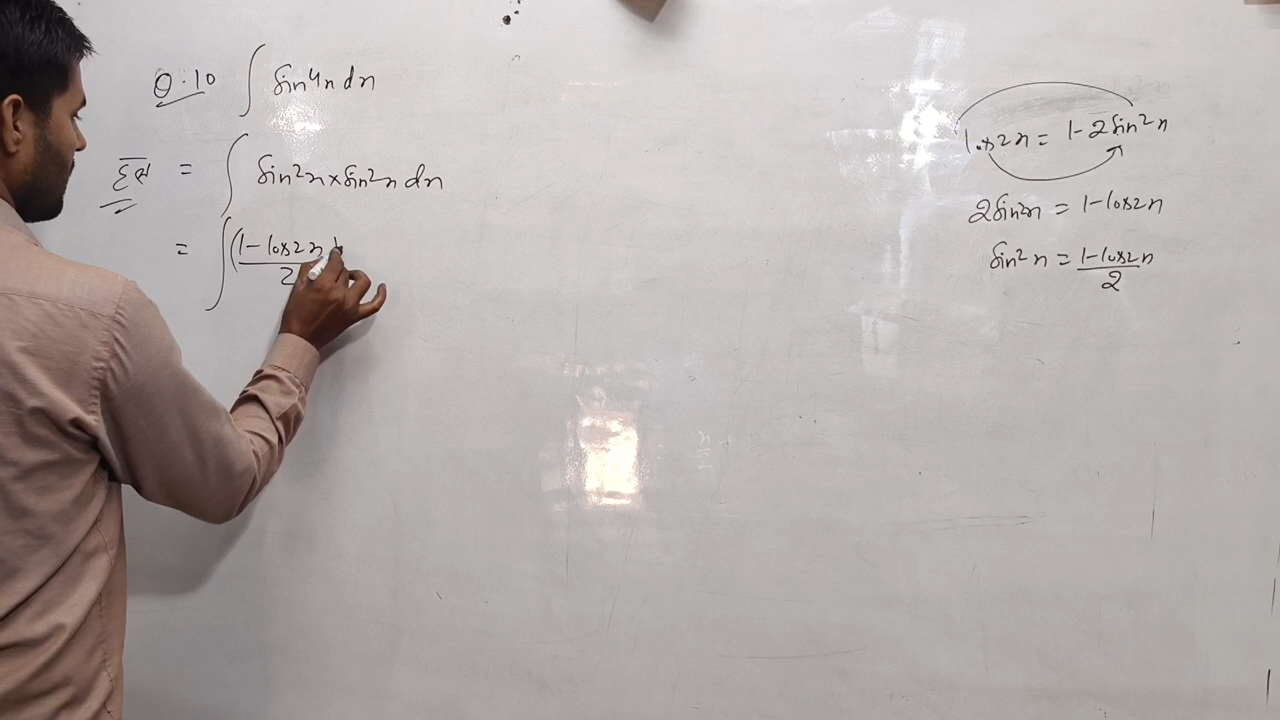 Q:10 ∫ sin⁴x dx
हल = ∫ sin²x × sin²x dx
= ∫ (1 - cos2x / 2)
cos2x = 1 - 2sin²x
2sin²x = 1 - cos2x
sin²x = 1 - cos2x / 2